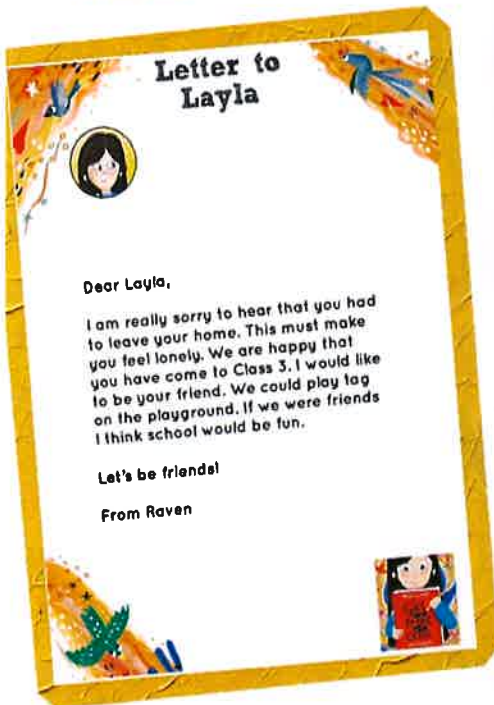 Letter to
Layla
Dear Layla,
I am really sorry to hear that you had
to leave your home. This must make
you feel lonely. We are happy that
you have come to Class 3. I would like
to be your friend. We could play tag
on the playground. If we were friends
I think school would be fun.
Let's be friends!
From Raven